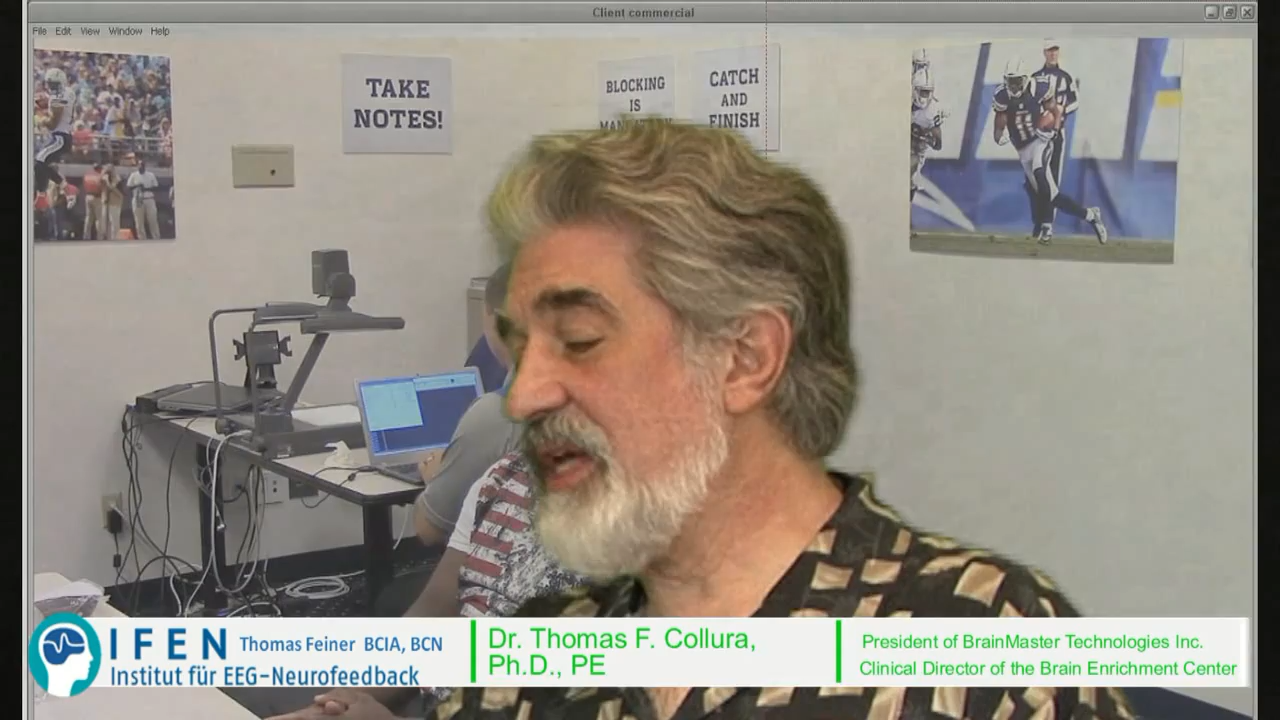 Client commercial
File Edit View Window Help
TAKE
NOTES!
BLOCKING
IS
MANDATORY
CATCH
AND
FINISH
IFEN Thomas Feiner BCIA, BCN
Institut für EEG-Neurofeedback
Dr. Thomas F. Collura,
Ph.D., PE
President of BrainMaster Technologies Inc.
Clinical Director of the Brain Enrichment Center